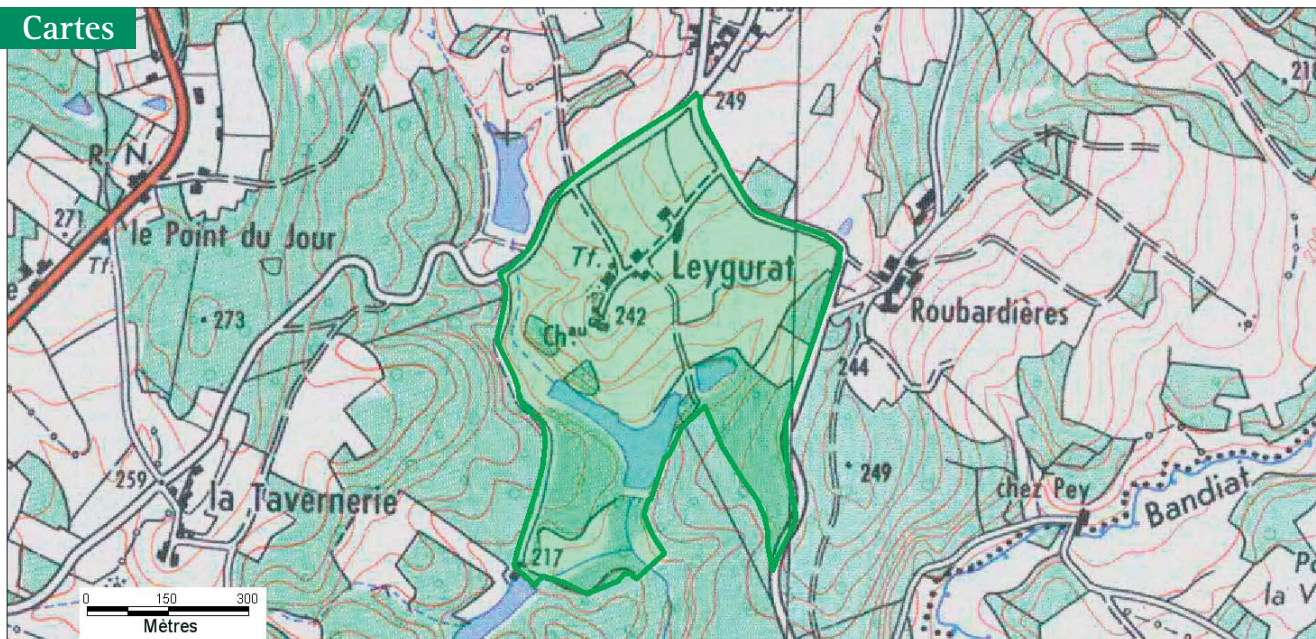 Cartes
249
R. N.
271
le Point du Jour
Tf.
e
273
Tf.
Leygurat
Ch.au
242
Roubardières
244
259
la Tavernerie
249
chez Pey
Bandiat
217
la V
0 150 300
Mètres